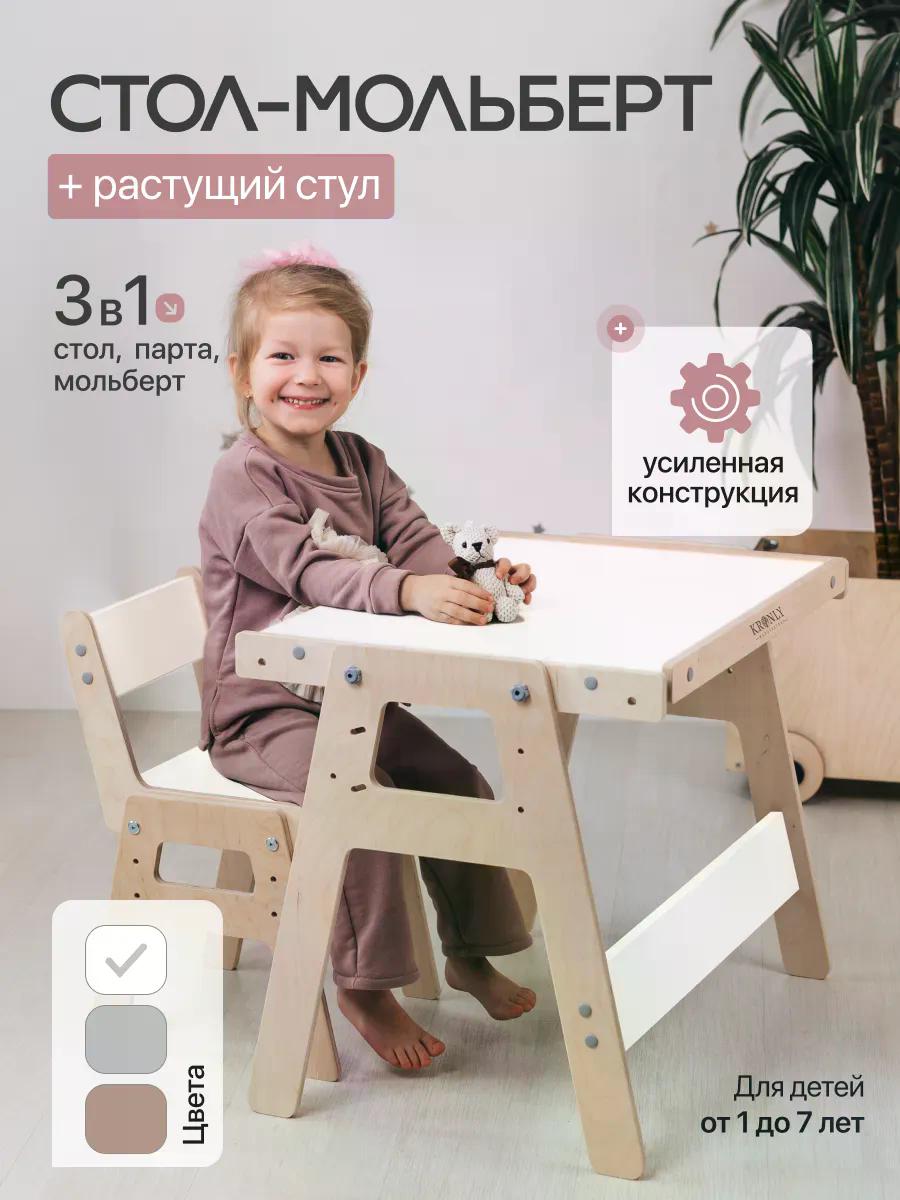 СТОЛ-МОЛЬБЕРТ
+ растущий стул
3 в 1
стол, парта,
мольберт
усиленная
конструкция
KRONLY
Цвета
Для детей
от 1 до 7 лет